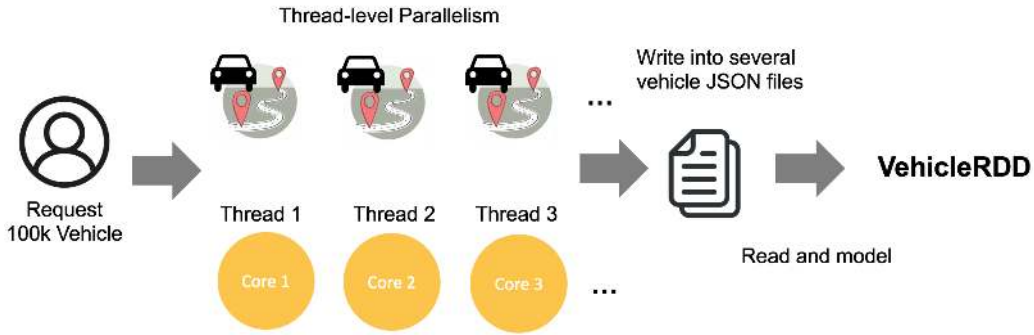 Thread-level Parallelism
Write into several
vehicle JSON files
...
VehicleRDD
Request
100k Vehicle
Thread 1
Thread 2
Thread 3
Read and model
Core 1
Core 2
Core 3
...